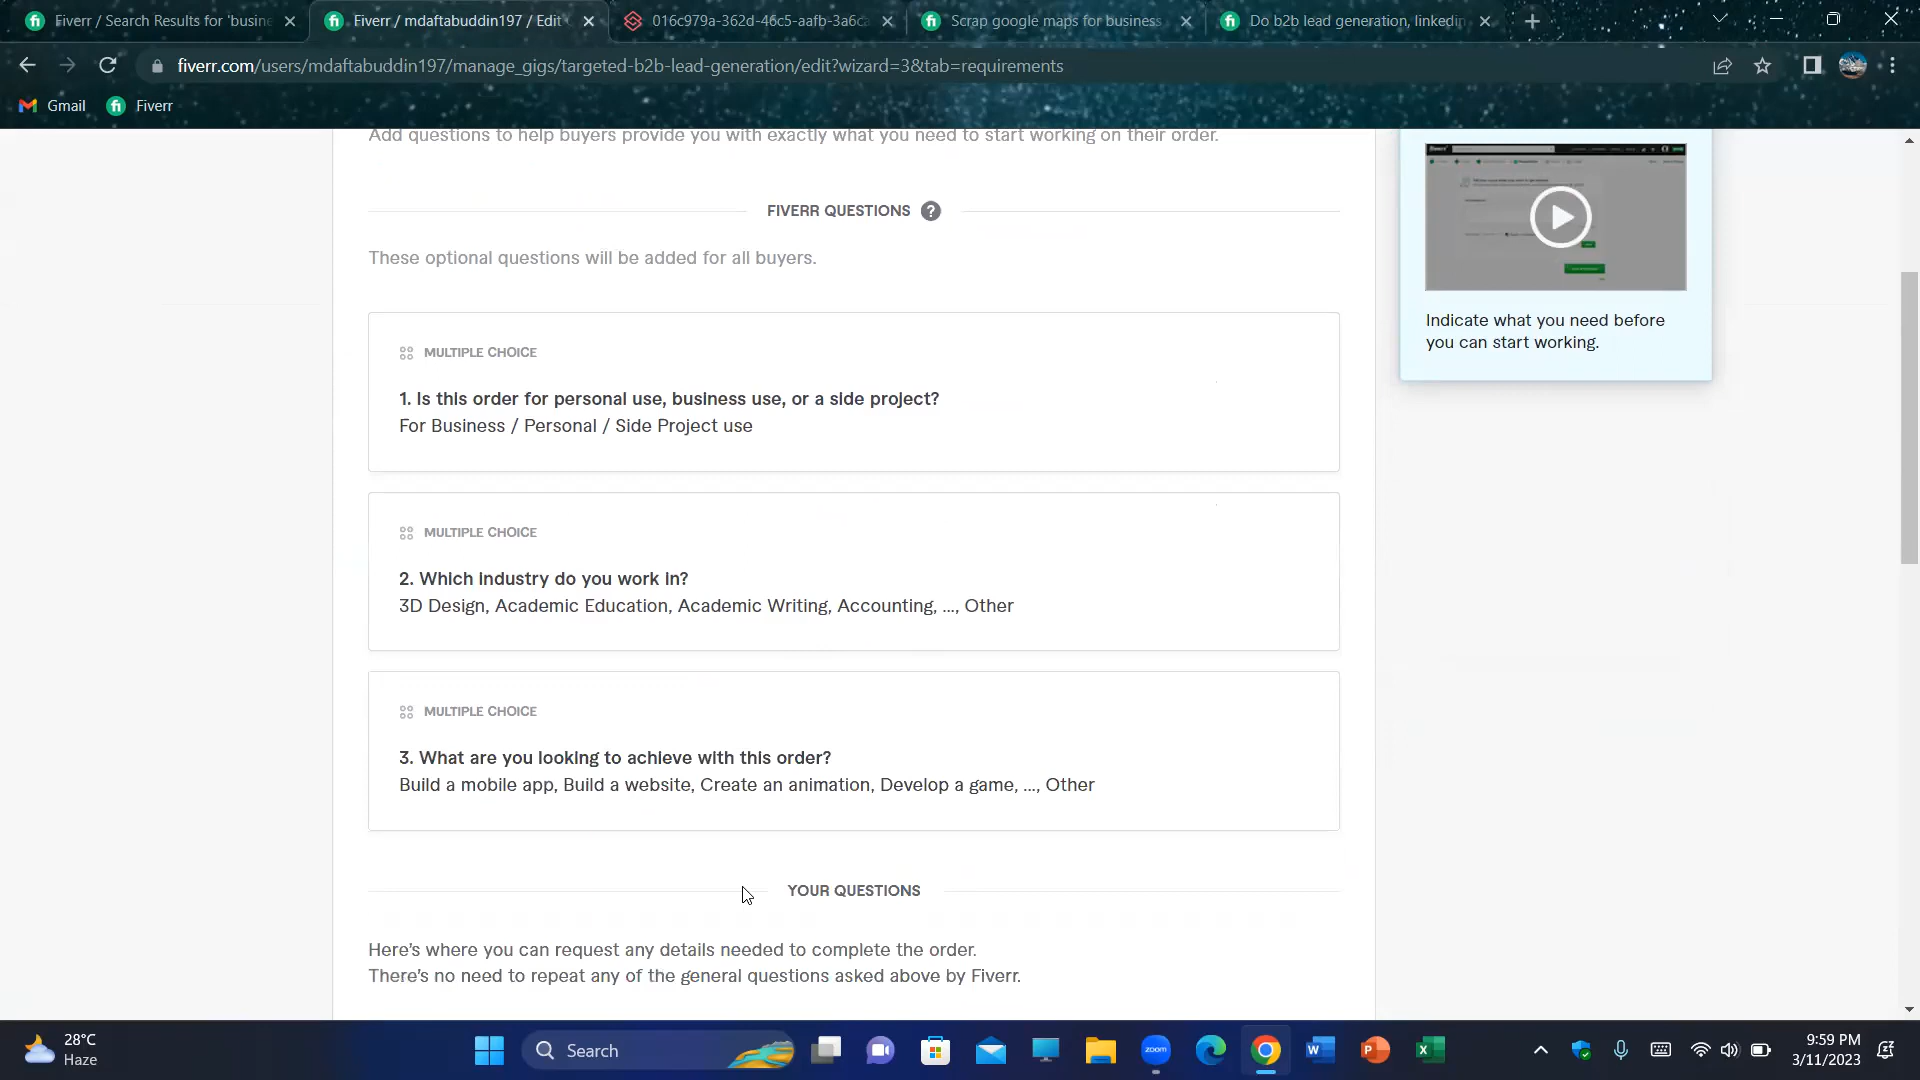 Fiverr / Search Results for 'busine
Fiverr / mdaftabuddin197 / Edit
016c979a-362d-46c5-aafb-3a6ca
Scrap google maps for business
Do b2b lead generation, linkedin
fiverr.com/users/mdaftabuddin197/manage_gigs/targeted-b2b-lead-generation/edit?wizard=3&tab=requirements
Gmail
Fiverr
Add questions to help buyers provide you with exactly what you need to start working on their order.
FIVERR QUESTIONS ?
These optional questions will be added for all buyers.
MULTIPLE CHOICE
1. Is this order for personal use, business use, or a side project?
For Business / Personal / Side Project use
MULTIPLE CHOICE
2. Which industry do you work in?
3D Design, Academic Education, Academic Writing, Accounting, ..., Other
MULTIPLE CHOICE
3. What are you looking to achieve with this order?
Build a mobile app, Build a website, Create an animation, Develop a game, ..., Other
YOUR QUESTIONS
Here's where you can request any details needed to complete the order.
There's no need to repeat any of the general questions asked above by Fiverr.
Indicate what you need before
you can start working.
28°C
Haze
Search
zoom
9:59 PM
3/11/2023